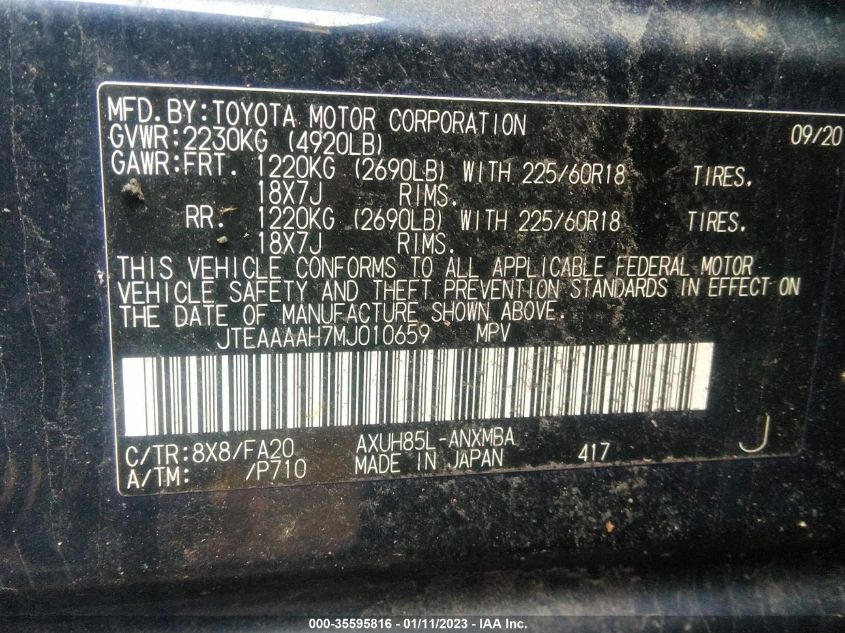 MFD.BY:TOYOTA MOTOR CORPORATION 09/20
GVWR:2230KG (4920LB)
GAWR:FRT. 1220KG (2690LB) WITH 225/60R18 TIRES.
18X7J RIMS.
RR. 1220KG (2690LB) WITH 225/60R18 TIRES.
18X7J RIMS.
THIS VEHICLE CONFORMS TO ALL APPLICABLE FEDERAL MOTOR
VEHICLE SAFETY AND THEFT PREVENTION STANDARDS IN EFFECT ON
THE DATE OF MANUFACTURE SHOWN ABOVE.
JTEAAAAH7MJ010659 MPV
C/TR:8X8/FA20 AXUH85L-ANXMBA
A/TM: /P710 MADE IN JAPAN 417 J
000-35595816 - 01/11/2023 - IAA Inc.